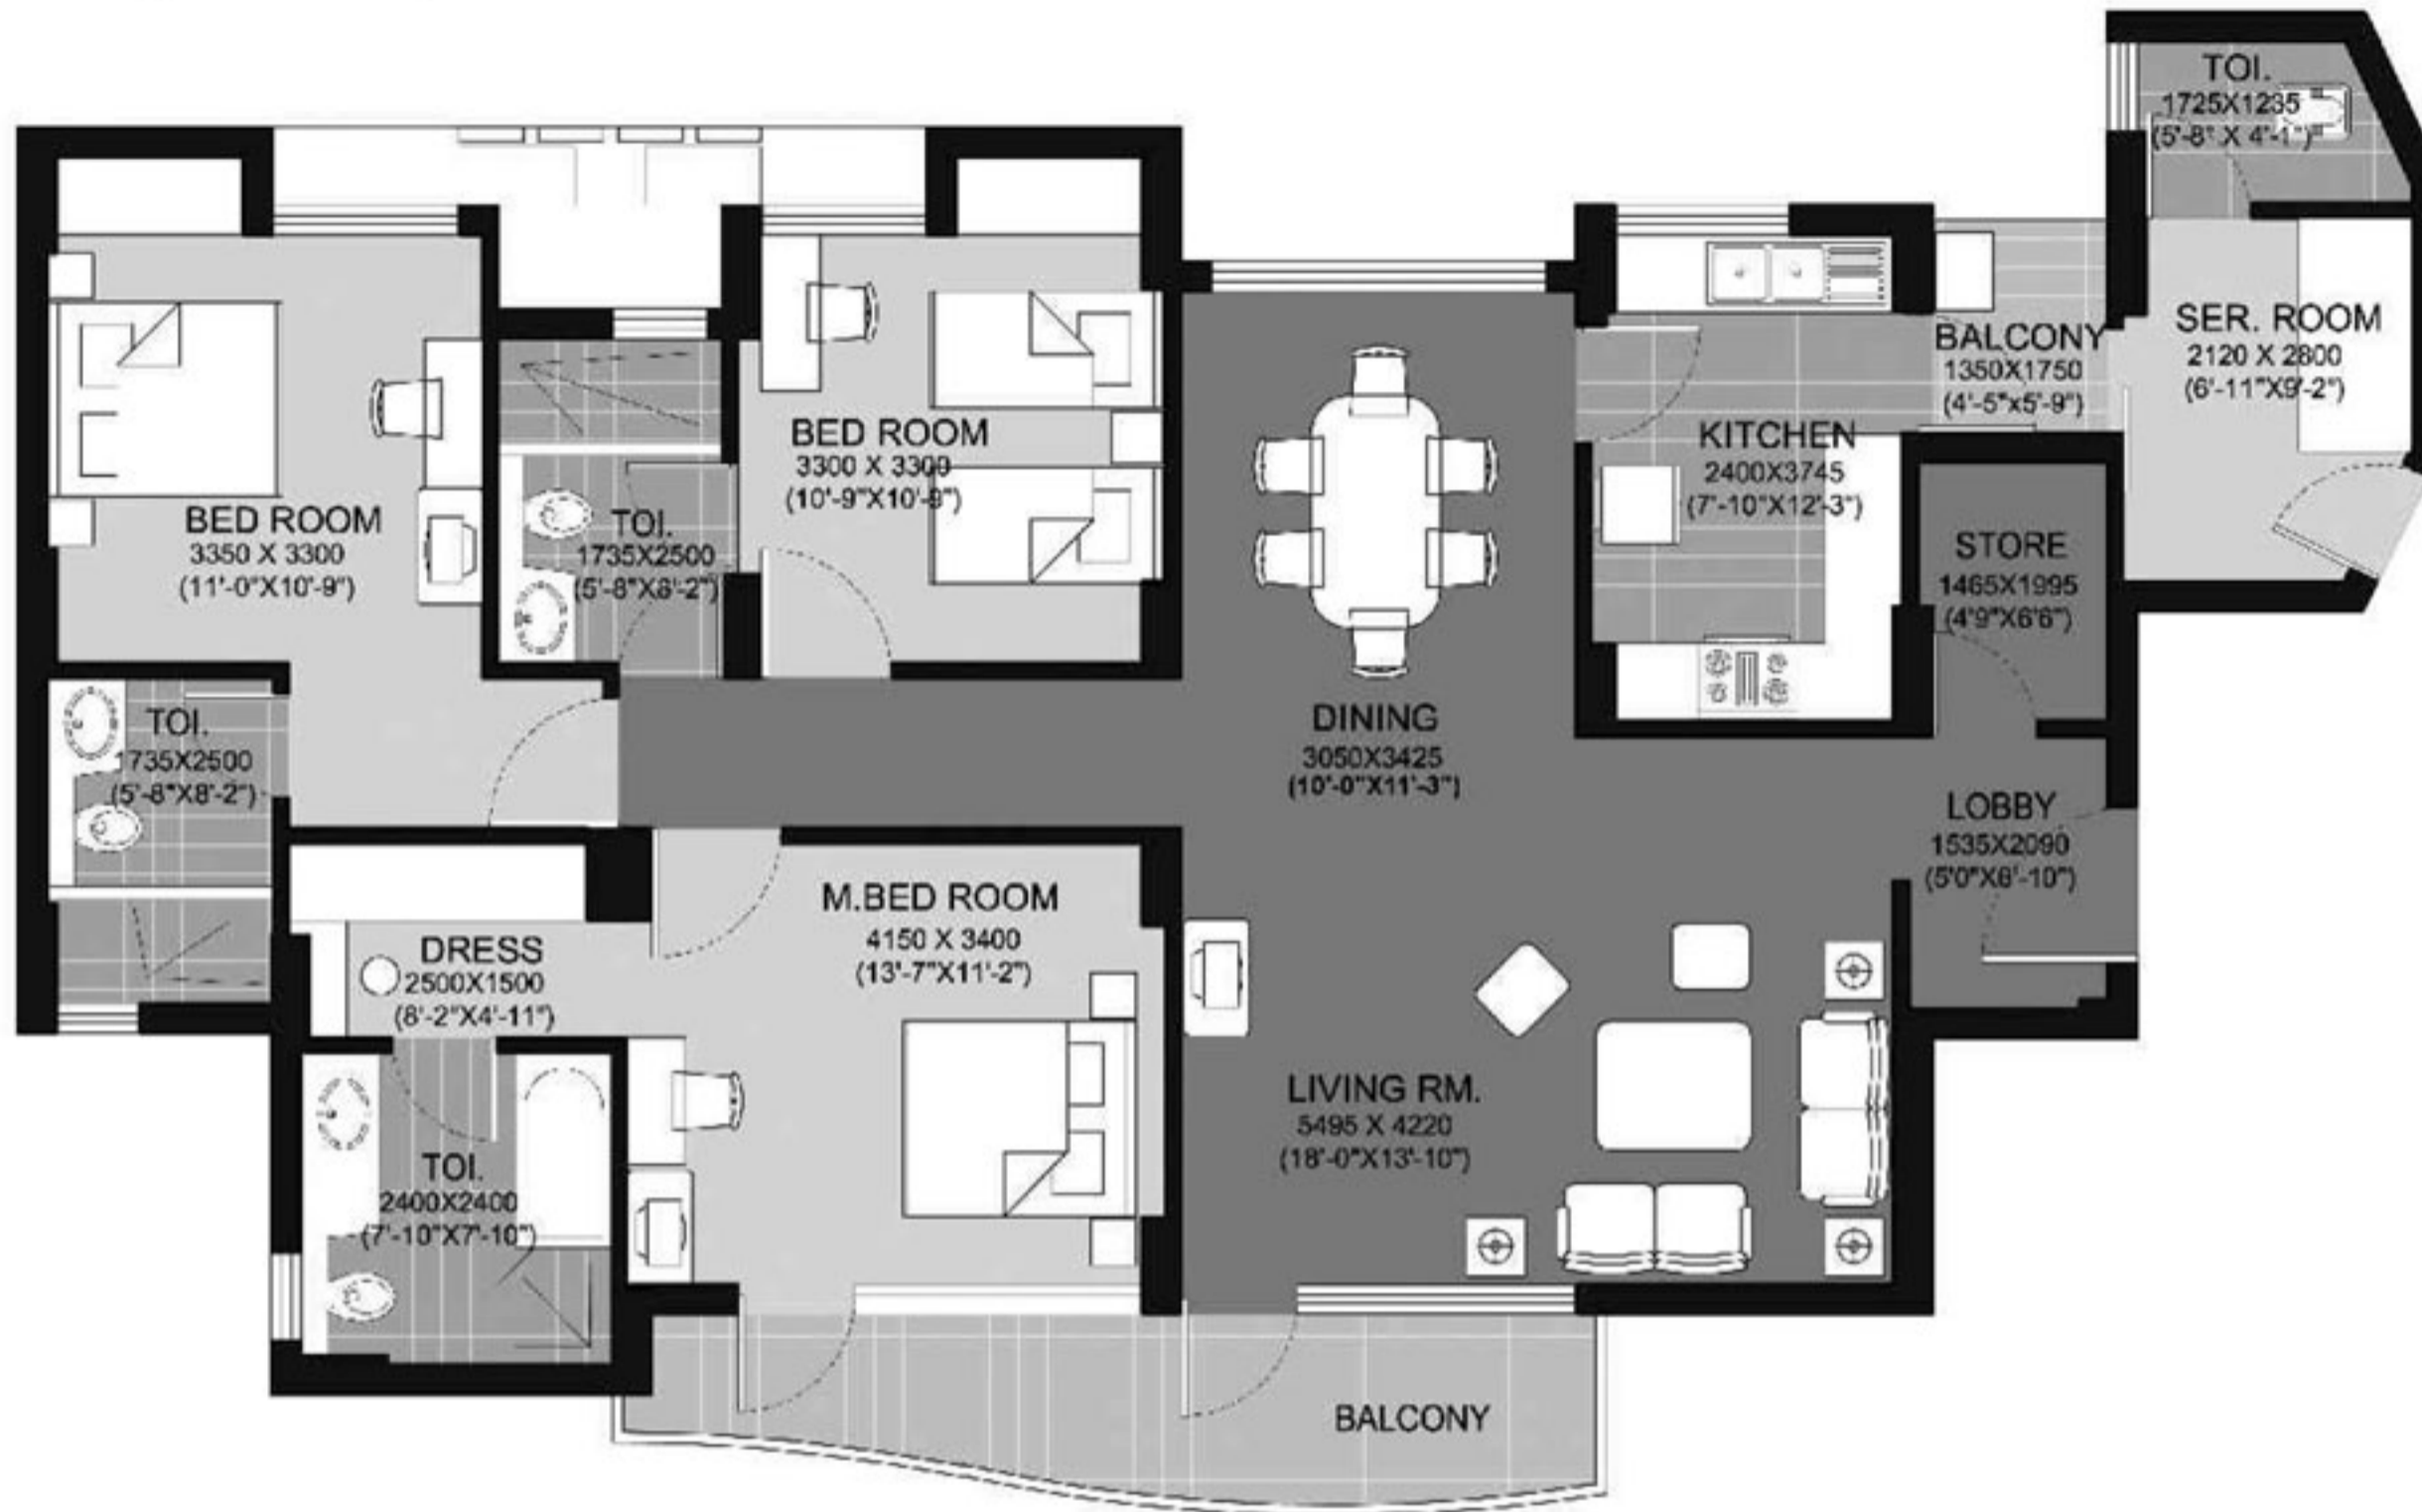 TOI.
1725X1235
(5'-8" X 4'-1")
SER. ROOM
2120 X 2800
(6'-11"X9'-2")
BALCONY
1350X1750
(4'-5"x5'-9")
KITCHEN
2400X3745
(7'-10"X12'-3")
BED ROOM
3300 X 3300
(10'-9"X10'-9")
BED ROOM
3350 X 3300
(11'-0"X10'-9")
TOI.
1735X2500
(5'-8"X8'-2")
STORE
1465X1995
(4'9"X6'6")
TOI.
1735X2500
(5'-8"X8'-2")
DINING
3050X3425
(10'-0"X11'-3")
LOBBY
1535X2090
(5'0"X6'-10")
M.BED ROOM
4150 X 3400
(13'-7"X11'-2")
DRESS
2500X1500
(8'-2"X4'-11")
LIVING RM.
5495 X 4220
(18'-0"X13'-10")
TOI.
2400X2400
(7'-10"X7'-10")
BALCONY